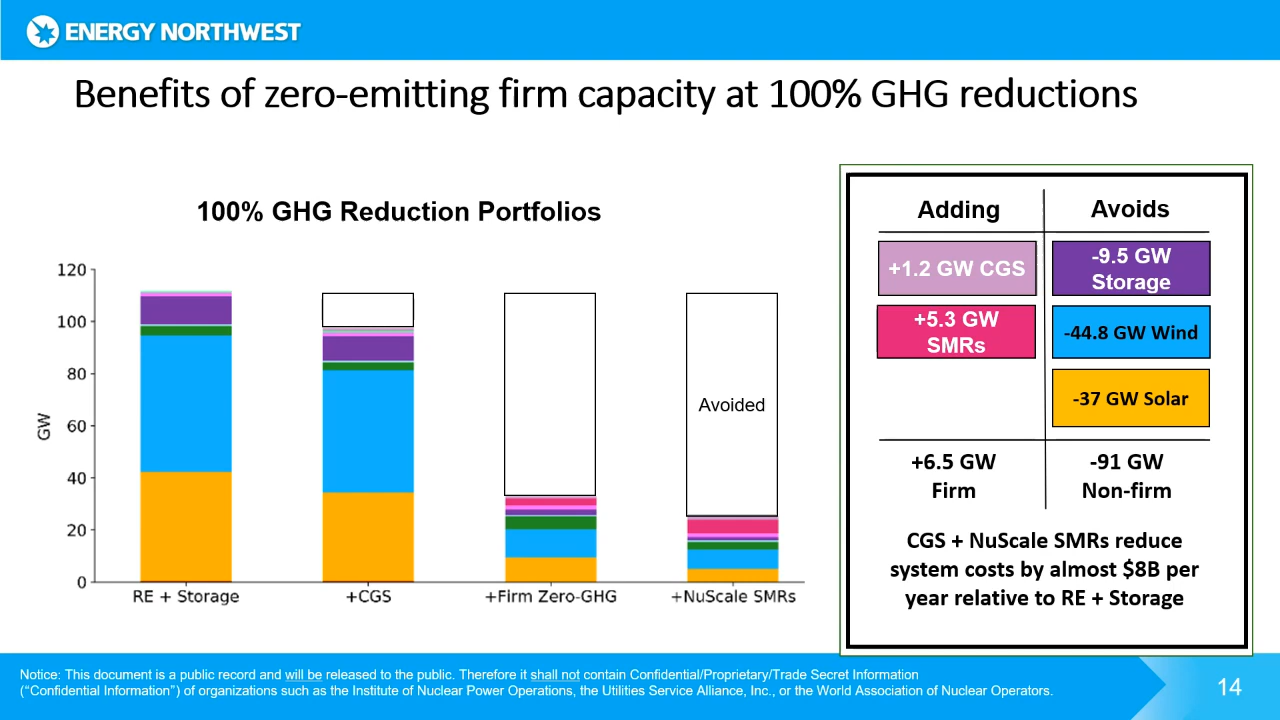 ENERGY NORTHWEST
Benefits of zero-emitting firm capacity at 100% GHG reductions
100% GHG Reduction Portfolios
120
100
80
60
40
20
0
GW
Avoided
RE + Storage
+CGS
+Firm Zero-GHG
+NuScale SMRs
Adding
Avoids
+1.2 GW CGS
-9.5 GW
Storage
+5.3 GW
SMRs
-44.8 GW Wind
-37 GW Solar
+6.5 GW
Firm
-91 GW
Non-firm
CGS + NuScale SMRs reduce
system costs by almost $8B per
year relative to RE + Storage
Notice: This document is a public record and will be released to the public. Therefore it shall not contain Confidential/Proprietary/Trade Secret Information
(“Confidential Information”) of organizations such as the Institute of Nuclear Power Operations, the Utilities Service Alliance, Inc., or the World Association of Nuclear Operators.
14